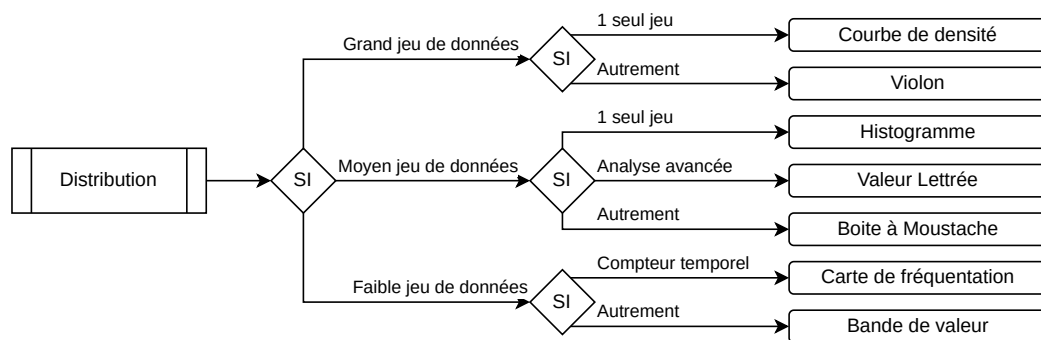 1 seul jeu
Courbe de densité
Grand jeu de données
SI
Autrement
Violon
1 seul jeu
Histogramme
Distribution
SI
Moyen jeu de données
SI
Analyse avancée
Valeur Lettrée
Autrement
Boite à Moustache
Compteur temporel
Carte de fréquentation
Faible jeu de données
SI
Autrement
Bande de valeur